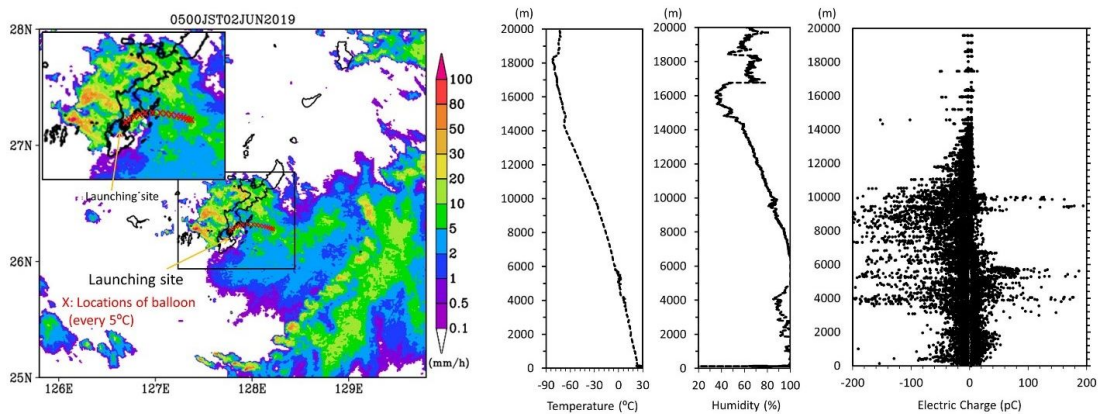 0500JST02JUN2019
28N
27N
26N
25N
126E
127E
128E
129E
Launching site
Launching site
X: Locations of balloon
(every 5°C)
100
80
50
30
20
10
5
2
1
0.5
0.1
(mm/h)
(m)
20000
18000
16000
14000
12000
10000
8000
6000
4000
2000
0
-90 -60 -30 0 30
Temperature (°C)
(m)
20000
18000
16000
14000
12000
10000
8000
6000
4000
2000
0
20 40 60 80 100
Humidity (%)
(m)
20000
18000
16000
14000
12000
10000
8000
6000
4000
2000
0
-200 -100 0 100 200
Electric Charge (pC)